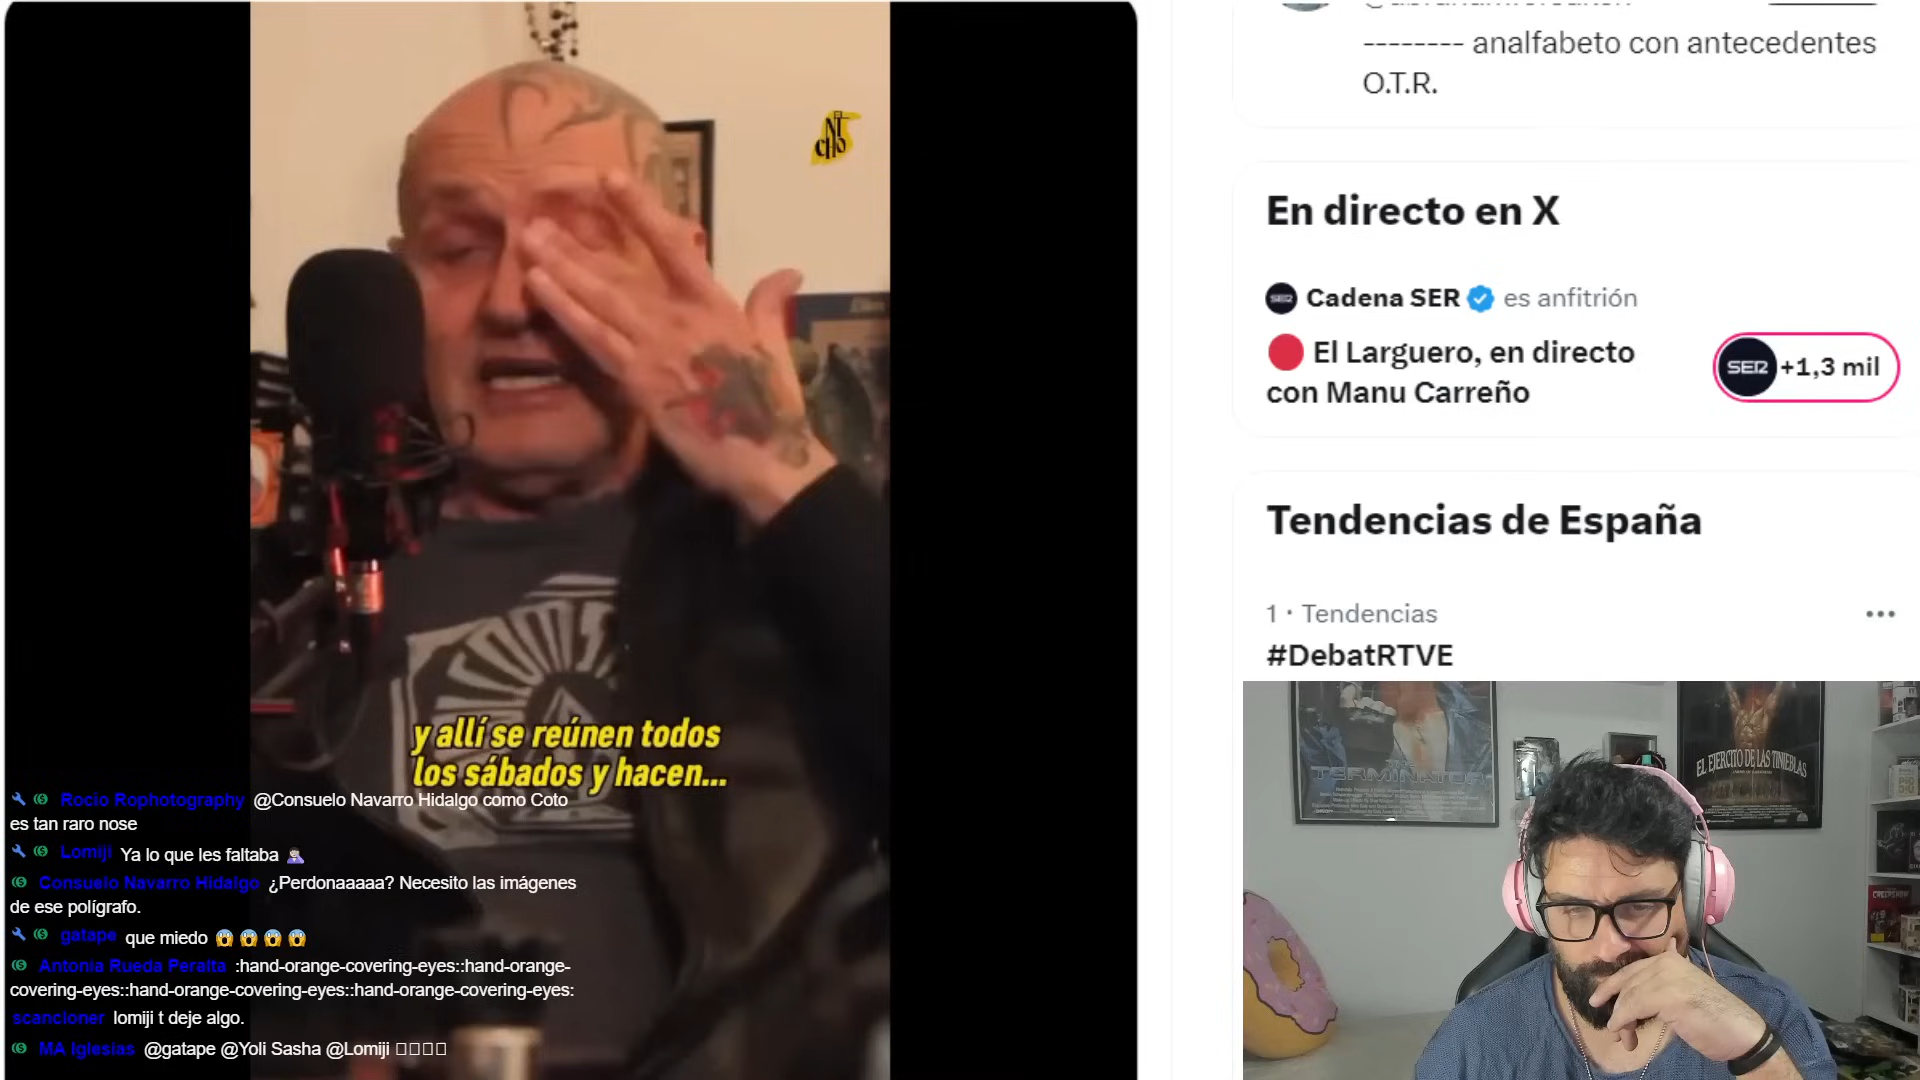 -------- analfabeto con antecedentes
O.T.R.
En directo en X
SER Cadena SER es anfitrión
El Larguero, en directo
con Manu Carreño
SER +1,3 mil
Tendencias de España
1 · Tendencias
#DebatRTVE
NI
CHO
y allí se reúnen todos
los sábados y hacen...
Rocio Rophotography @Consuelo Navarro Hidalgo como Coto
es tan raro nose
Lomiji Ya lo que les faltaba 🤦🏻‍♀️
Consuelo Navarro Hidalgo ¿Perdonaaaaa? Necesito las imágenes
de ese polígrafo.
gatape que miedo 😱😱😱😱
Antonia Rueda Peralta :hand-orange-covering-eyes::hand-orange-
covering-eyes::hand-orange-covering-eyes::hand-orange-covering-eyes:
scancioner lomiji t deje algo.
MA Iglesias @gatape @Yoli Sasha @Lomiji □□□□
TERMINATOR
EL EJERCITO DE LAS TINIEBLAS
CREEPSHOW